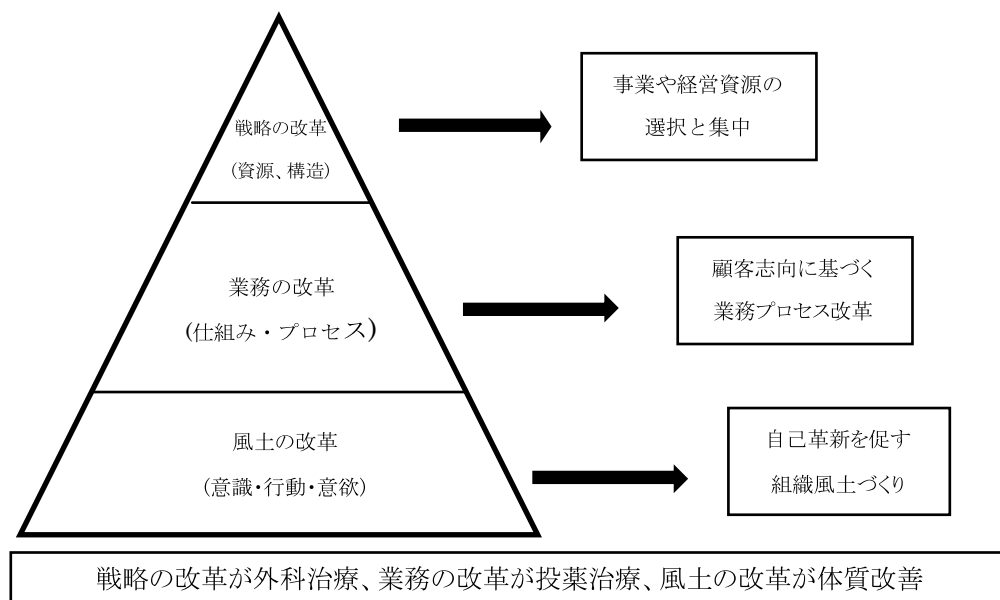 戦略の改革
(資源、構造)
事業や経営資源の
選択と集中
業務の改革
(仕組み・プロセス)
顧客志向に基づく
業務プロセス改革
風土の改革
(意識・行動・意欲)
自己革新を促す
組織風土づくり
戦略の改革が外科治療、業務の改革が投薬治療、風土の改革が体質改善